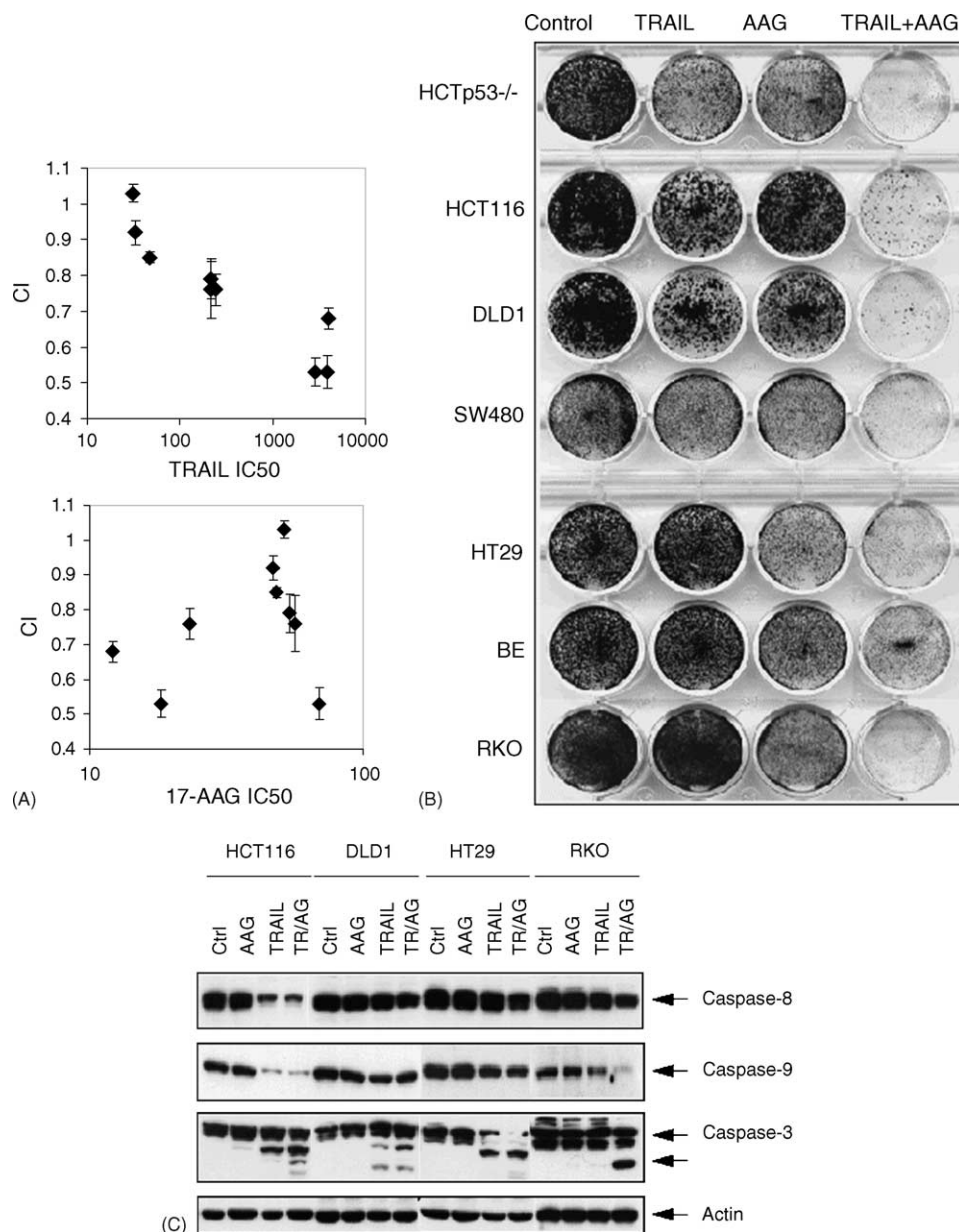 Control TRAIL AAG TRAIL+AAG
HCTp53-/-
HCT116
DLD1
SW480
HT29
BE
RKO
1.1
1
0.9
0.8
0.7
0.6
0.5
0.4
CI
10 100 1000 10000
TRAIL IC50
1.1
1
0.9
0.8
0.7
0.6
0.5
0.4
CI
10 100
17-AAG IC50
(A)
(B)
HCT116 DLD1 HT29 RKO
Ctrl AAG TRAIL TR/AG Ctrl AAG TRAIL TR/AG Ctrl AAG TRAIL TR/AG Ctrl AAG TRAIL TR/AG
Caspase-8
Caspase-9
Caspase-3
Actin
(C)